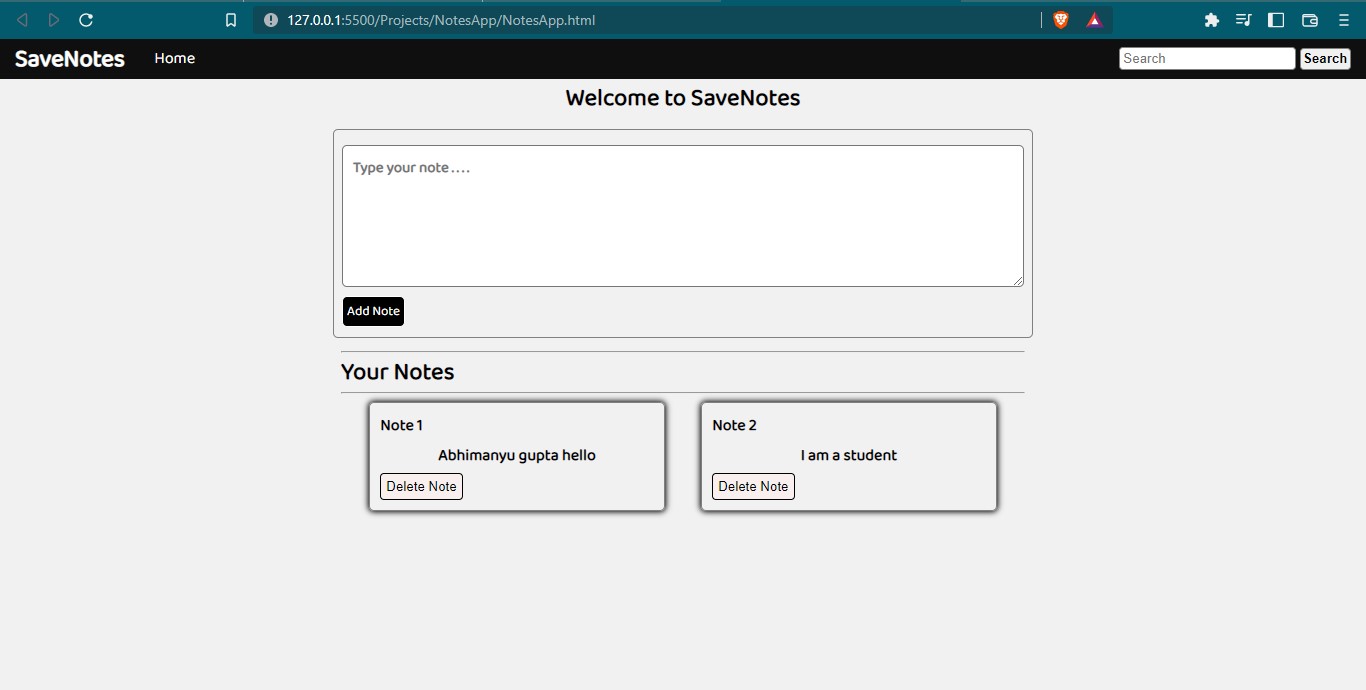 127.0.0.1:5500/Projects/NotesApp/NotesApp.html
SaveNotes Home Search Search
Welcome to SaveNotes
Type your note....
Add Note
Your Notes
Note 1 Note 2
Abhimanyu gupta hello I am a student
Delete Note Delete Note